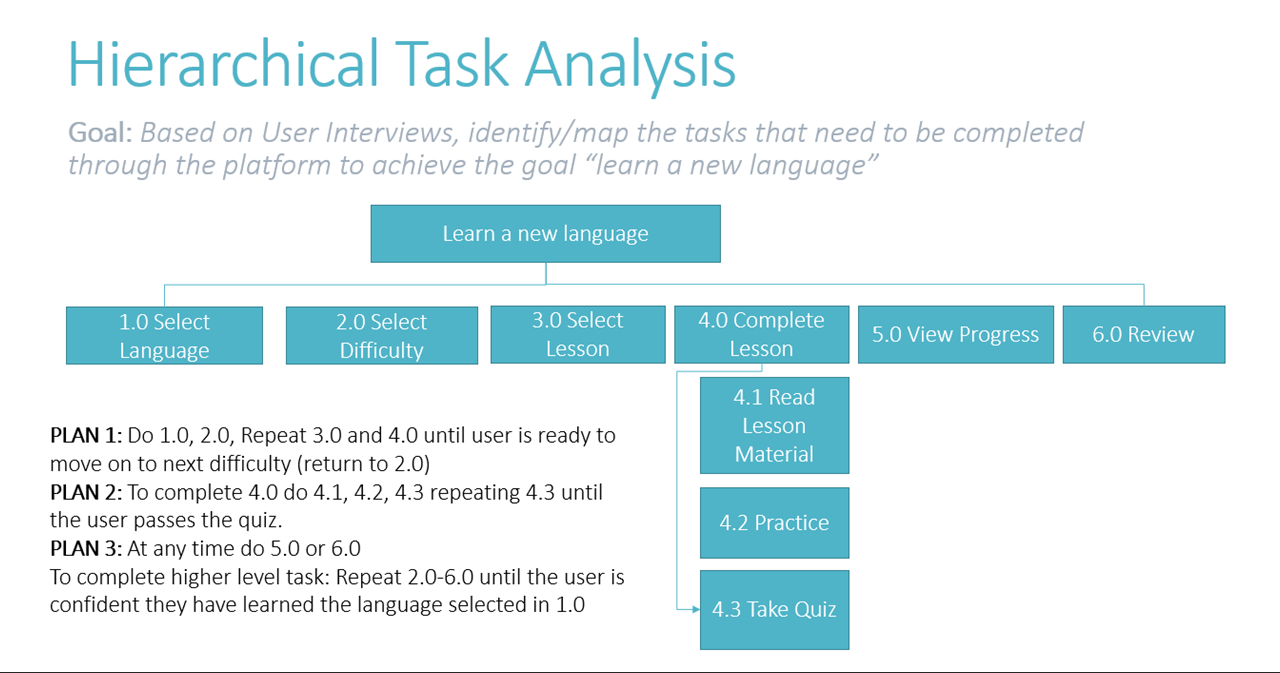 Hierarchical Task Analysis
Goal: Based on User Interviews, identify/map the tasks that need to be completed
through the platform to achieve the goal “learn a new language”
Learn a new language
1.0 Select
Language
2.0 Select
Difficulty
3.0 Select
Lesson
4.0 Complete
Lesson
5.0 View Progress
6.0 Review
4.1 Read
Lesson
Material
4.2 Practice
4.3 Take Quiz
PLAN 1: Do 1.0, 2.0, Repeat 3.0 and 4.0 until user is ready to
move on to next difficulty (return to 2.0)
PLAN 2: To complete 4.0 do 4.1, 4.2, 4.3 repeating 4.3 until
the user passes the quiz.
PLAN 3: At any time do 5.0 or 6.0
To complete higher level task: Repeat 2.0-6.0 until the user is
confident they have learned the language selected in 1.0